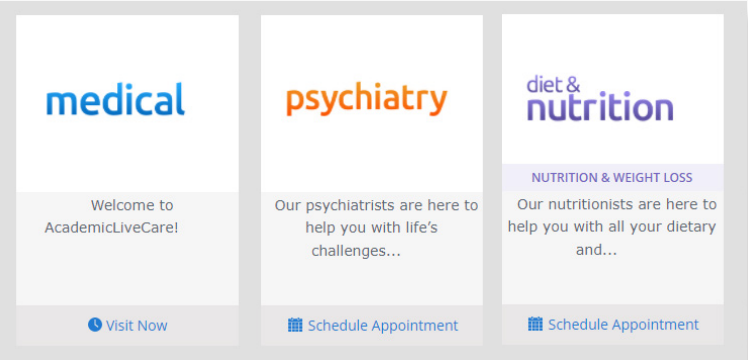 medical
Welcome to
AcademicLiveCare!
Visit Now
psychiatry
Our psychiatrists are here to
help you with life’s
challenges...
Schedule Appointment
diet &
nutrition
NUTRITION & WEIGHT LOSS
Our nutritionists are here to
help you with all your dietary
and...
Schedule Appointment